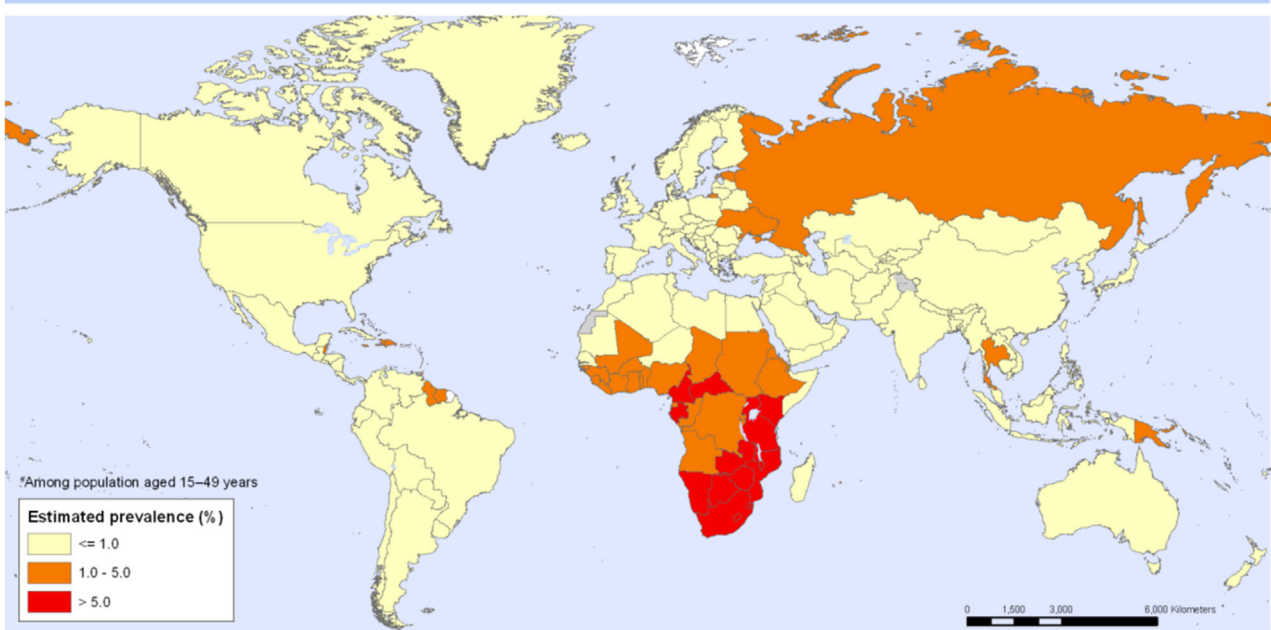 *Among population aged 15–49 years
Estimated prevalence (%)
<= 1.0
1.0 - 5.0
> 5.0
0 1,500 3,000 6,000 Kilometers